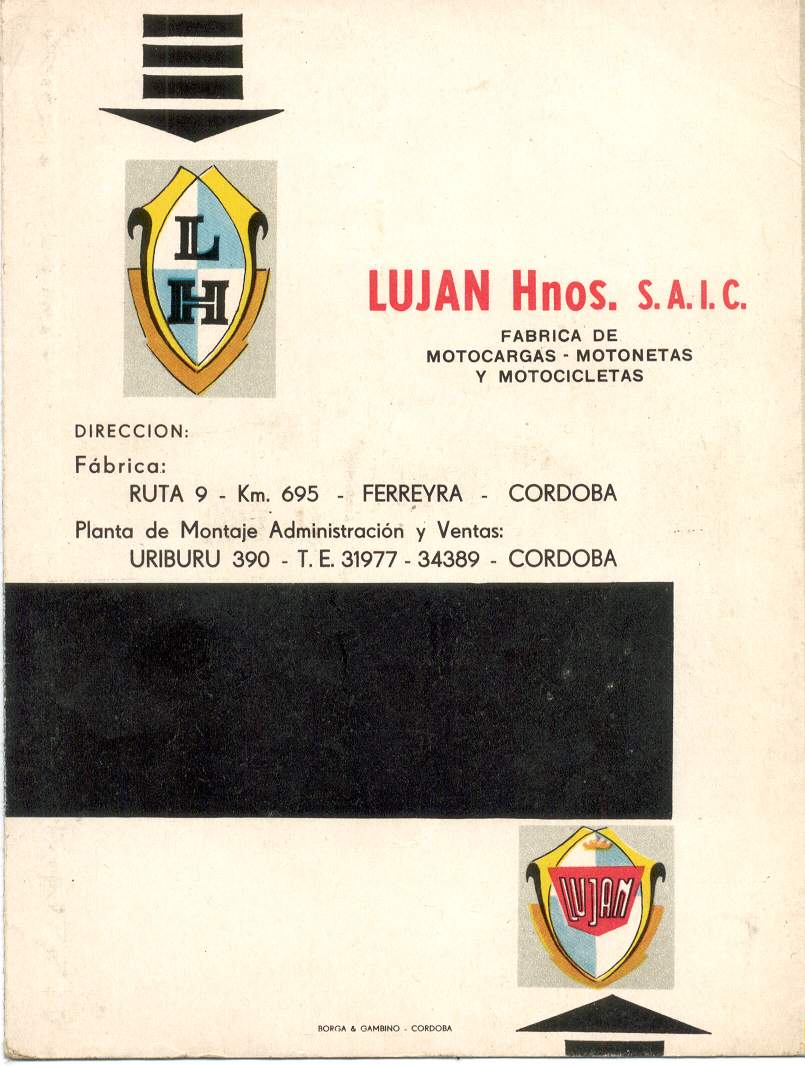 L
H
LUJAN Hnos. S. A. I. C.
FABRICA DE
MOTOCARGAS - MOTONETAS
Y MOTOCICLETAS
DIRECCION:
Fábrica:
RUTA 9 - Km. 695 - FERREYRA - CORDOBA
Planta de Montaje Administración y Ventas:
URIBURU 390 - T. E. 31977 - 34389 - CORDOBA
LUJAN
BORGA & GAMBINO - CORDOBA